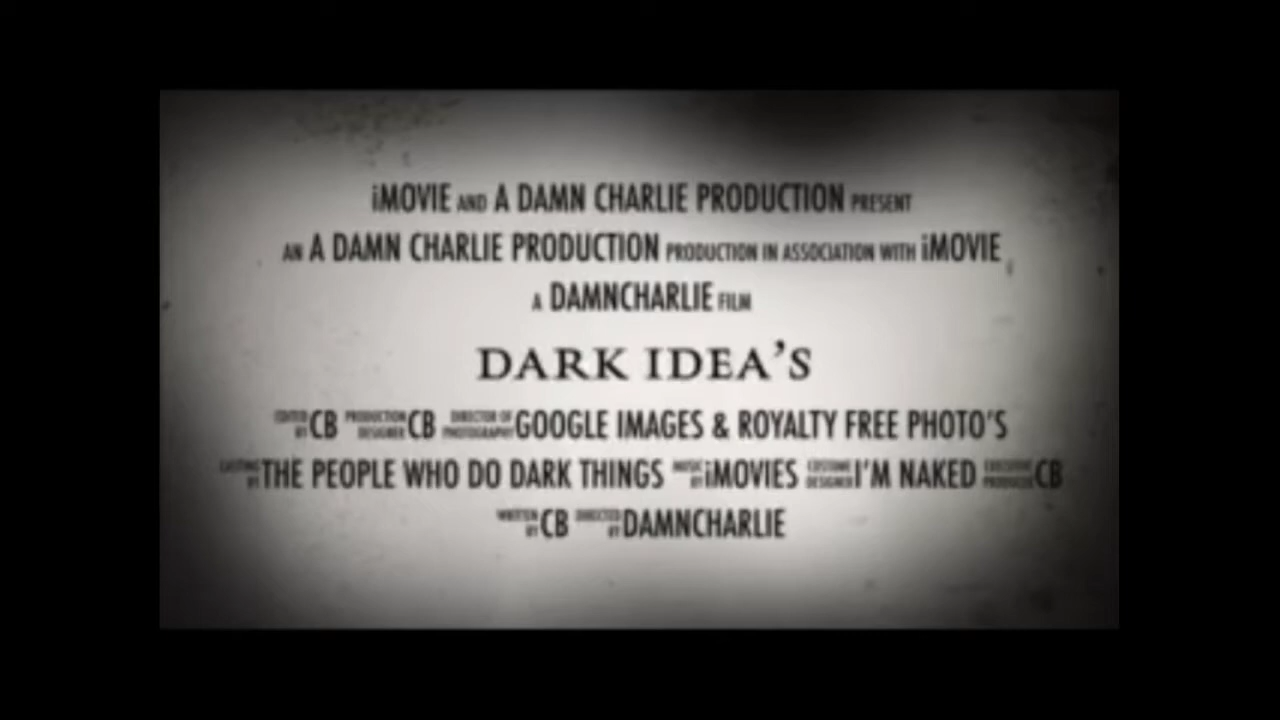 iMOVIE AND A DAMN CHARLIE PRODUCTION PRESENT
AN A DAMN CHARLIE PRODUCTION PRODUCTION IN ASSOCIATION WITH iMOVIE
A DAMNCHARLIE FILM
DARK IDEA'S
EDITED BY CB PRODUCTION DESIGNER CB DIRECTOR OF PHOTOGRAPHY GOOGLE IMAGES & ROYALTY FREE PHOTO'S
CASTING BY THE PEOPLE WHO DO DARK THINGS MUSIC BY iMOVIES COSTUME DESIGNER I'M NAKED EXECUTIVE PRODUCER CB
WRITTEN BY CB DIRECTED BY DAMNCHARLIE